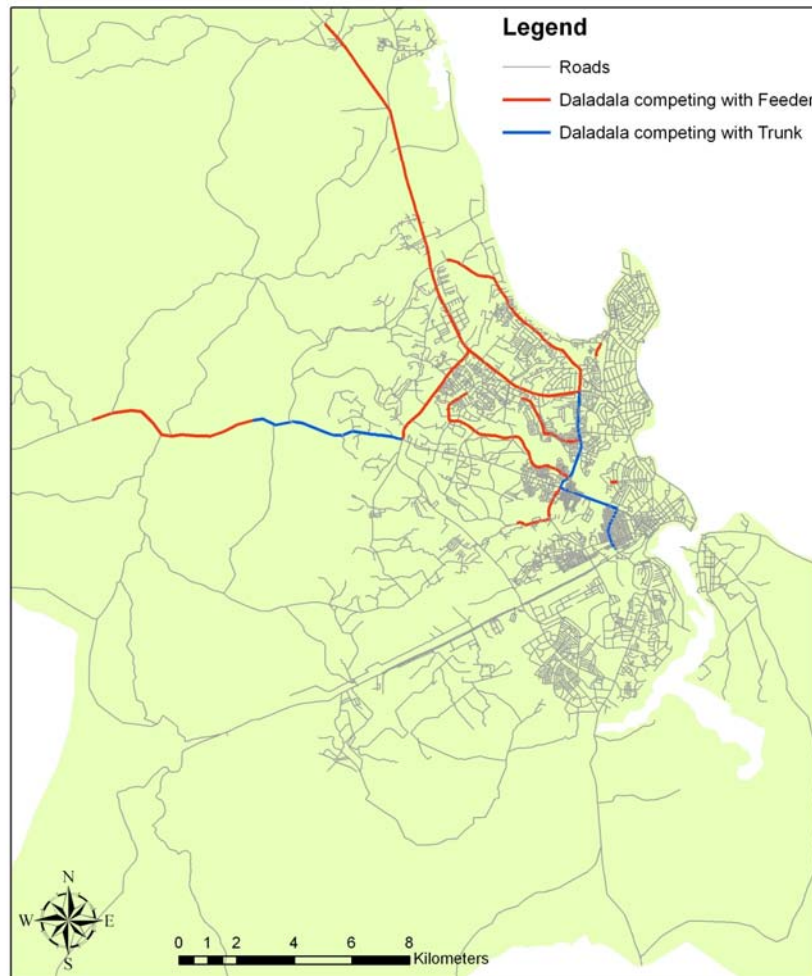 Legend
Roads
Daladala competing with Feeder
Daladala competing with Trunk
N
W E
S
0 1 2 4 6 8
Kilometers